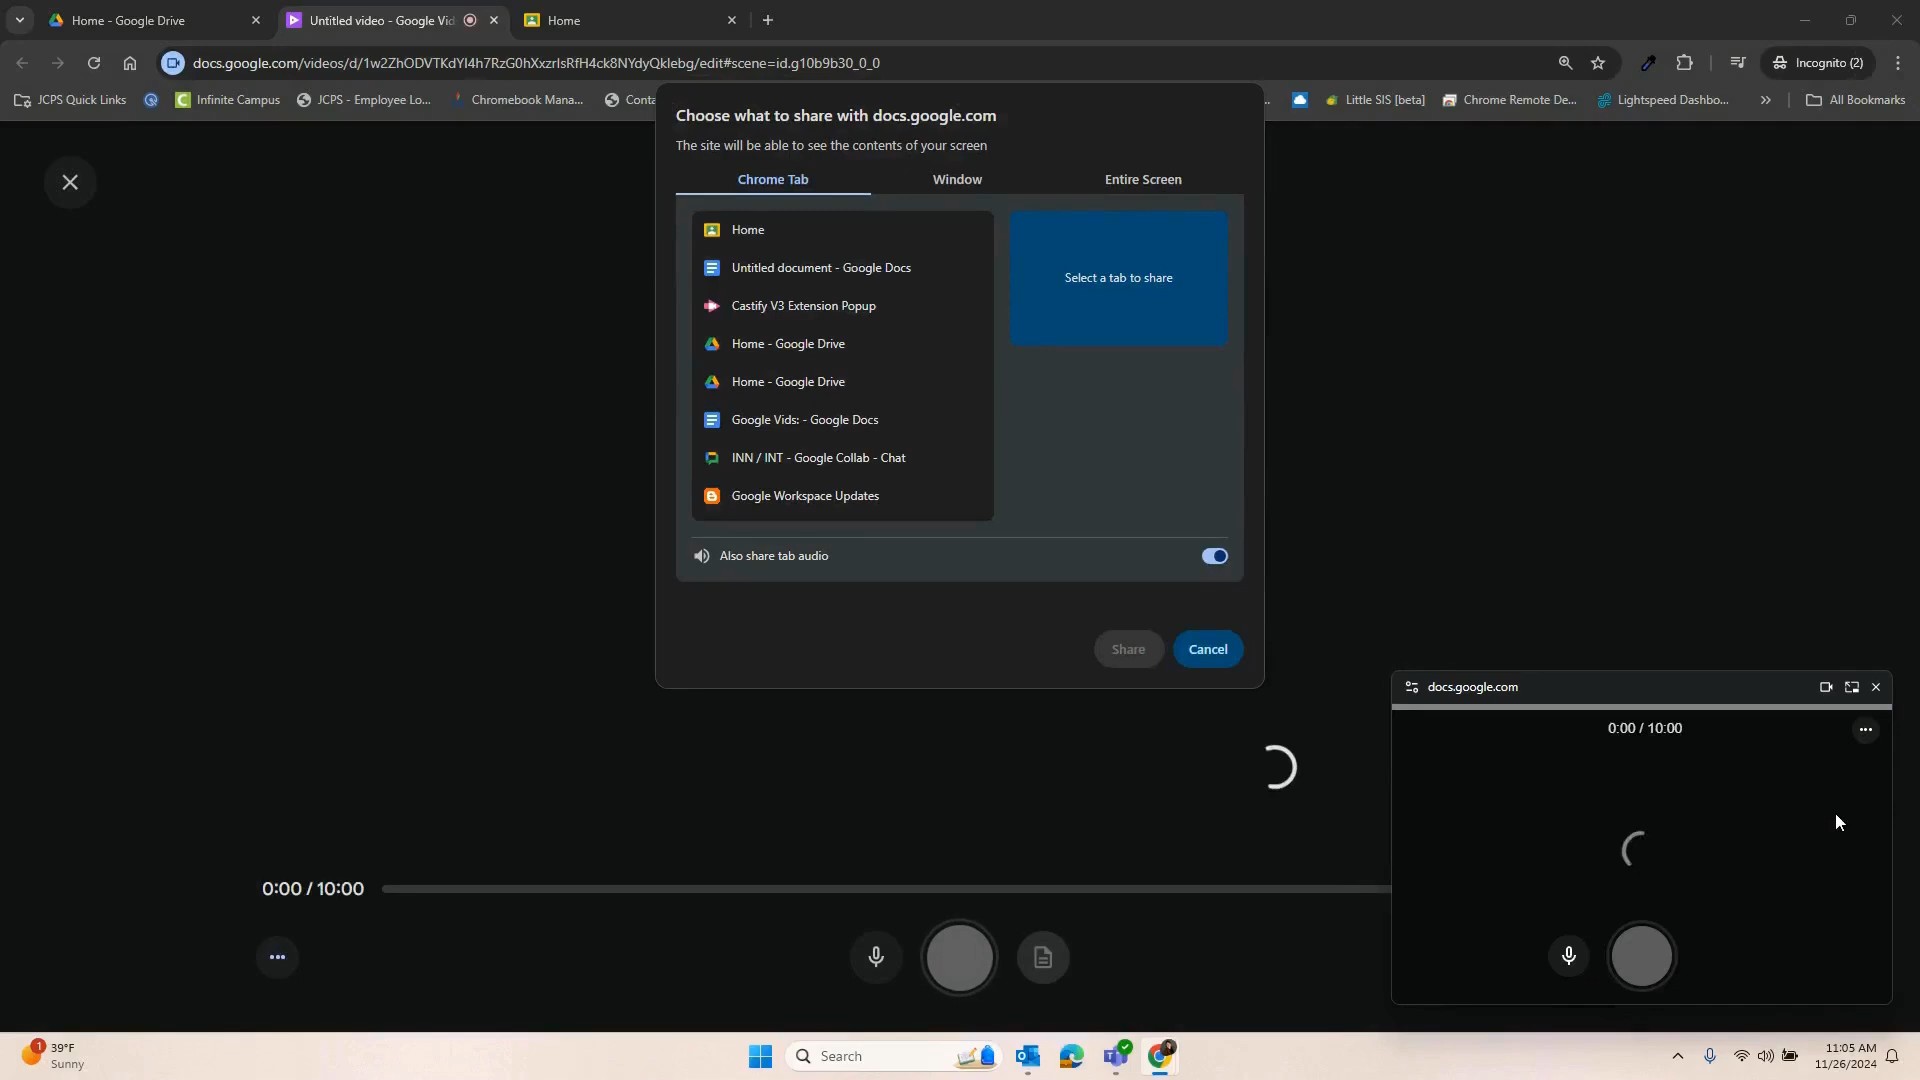 Home - Google Drive
Untitled video - Google Vid
Home
docs.google.com/videos/d/1w2ZhODVTKdYI4h7RzG0hXxzrIsRfH4ck8NYdyQklebg/edit#scene=id.g10b9b30_0_0
Incognito (2)
JCPS Quick Links
Infinite Campus
JCPS - Employee Lo...
Chromebook Mana...
Conta
...
Little SIS [beta]
Chrome Remote De...
Lightspeed Dashbo...
All Bookmarks
Choose what to share with docs.google.com
The site will be able to see the contents of your screen
Chrome Tab
Window
Entire Screen
Home
Untitled document - Google Docs
Castify V3 Extension Popup
Home - Google Drive
Home - Google Drive
Google Vids: - Google Docs
INN / INT - Google Collab - Chat
Google Workspace Updates
Select a tab to share
Also share tab audio
Share
Cancel
docs.google.com
0:00 / 10:00
0:00 / 10:00
1
39°F
Sunny
Search
11:05 AM
11/26/2024